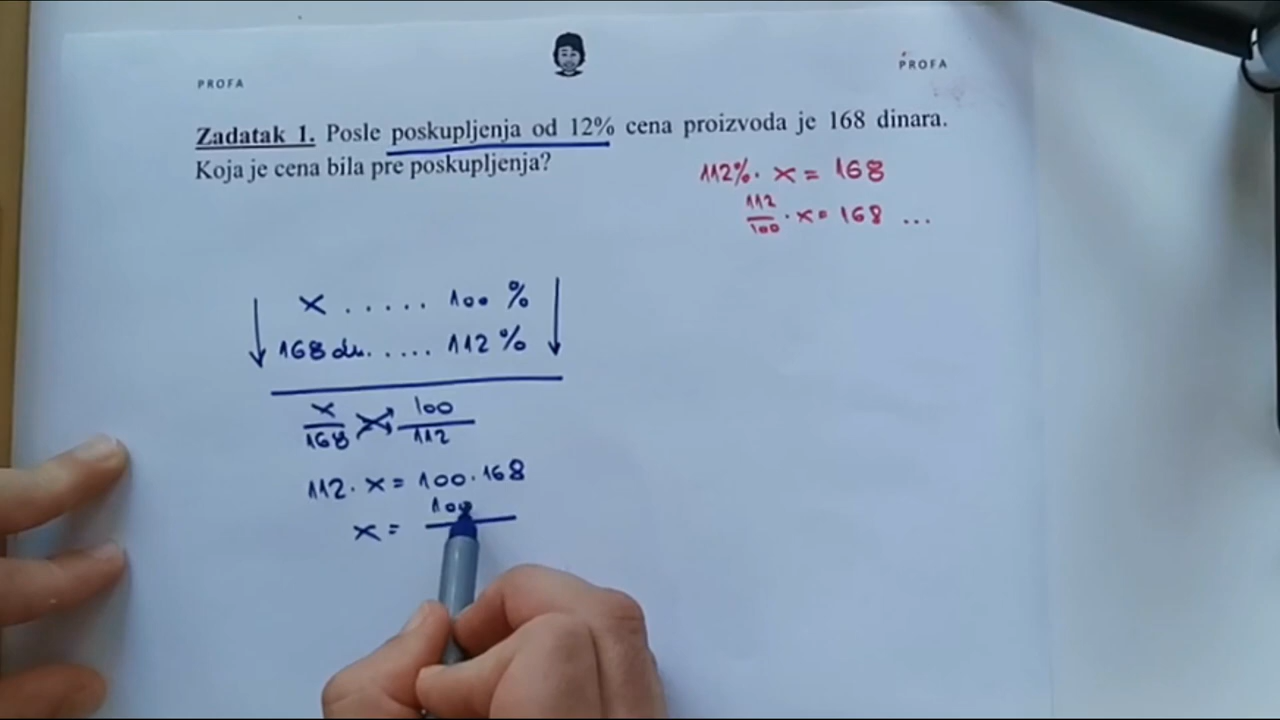 PROFA
PROFA
Zadatak 1. Posle poskupljenja od 12% cena proizvoda je 168 dinara.
Koja je cena bila pre poskupljenja?
112% · x = 168
112/100 · x = 168 ...
x ..... 100 %
168 din. .... 112 %
x/168 100/112
112 · x = 100 · 168
x = 100